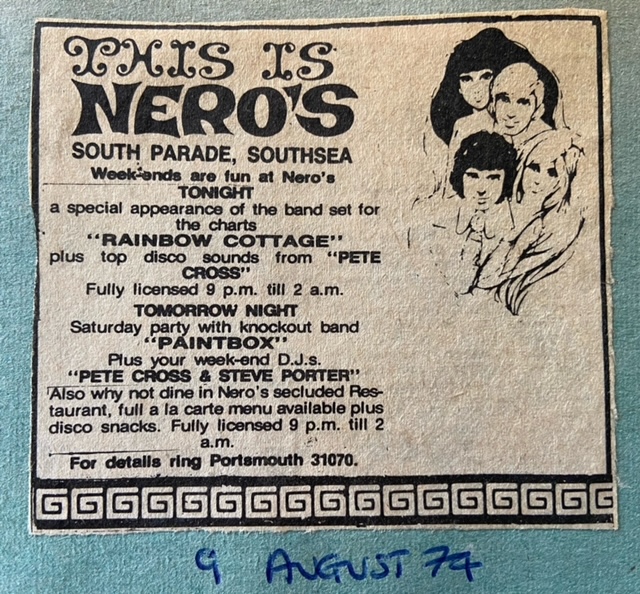 THIS IS
NERO'S
SOUTH PARADE, SOUTHSEA
Week-ends are fun at Nero's
TONIGHT
a special appearance of the band set for
the charts
"RAINBOW COTTAGE"
plus top disco sounds from "PETE
CROSS"
Fully licensed 9 p.m. till 2 a.m.
TOMORROW NIGHT
Saturday party with knockout band
"PAINTBOX"
Plus your week-end D.J.s.
"PETE CROSS & STEVE PORTER"
Also why not dine in Nero's secluded Res-
taurant, full a la carte menu available plus
disco snacks. Fully licensed 9 p.m. till 2
a.m.
For details ring Portsmouth 31070.
9 AUGUST 74